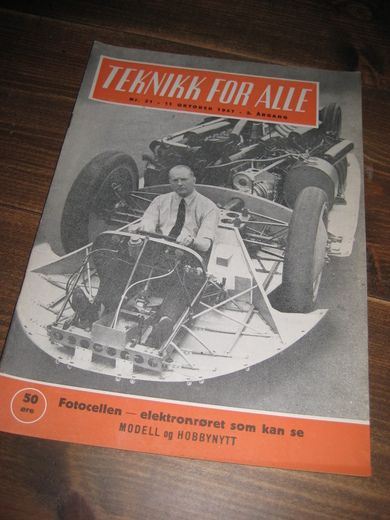 TEKNIKK FOR ALLE
Nr. 21 - 11 OKTOBER 1947 - 5. ÅRGANG
50 øre
Fotocellen — elektronrøret som kan se
MODELL og HOBBYNYTT